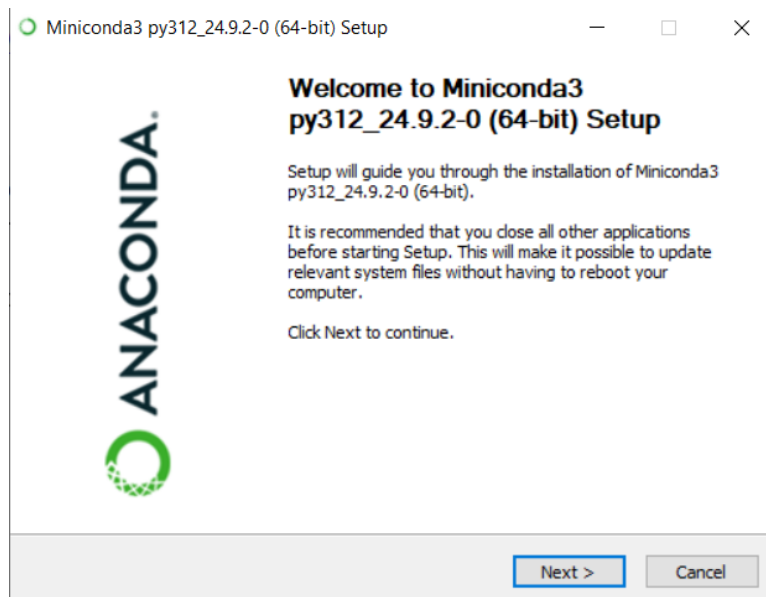 Miniconda3 py312_24.9.2-0 (64-bit) Setup
ANACONDA.
Welcome to Miniconda3
py312_24.9.2-0 (64-bit) Setup
Setup will guide you through the installation of Miniconda3
py312_24.9.2-0 (64-bit).
It is recommended that you close all other applications
before starting Setup. This will make it possible to update
relevant system files without having to reboot your
computer.
Click Next to continue.
Next >
Cancel